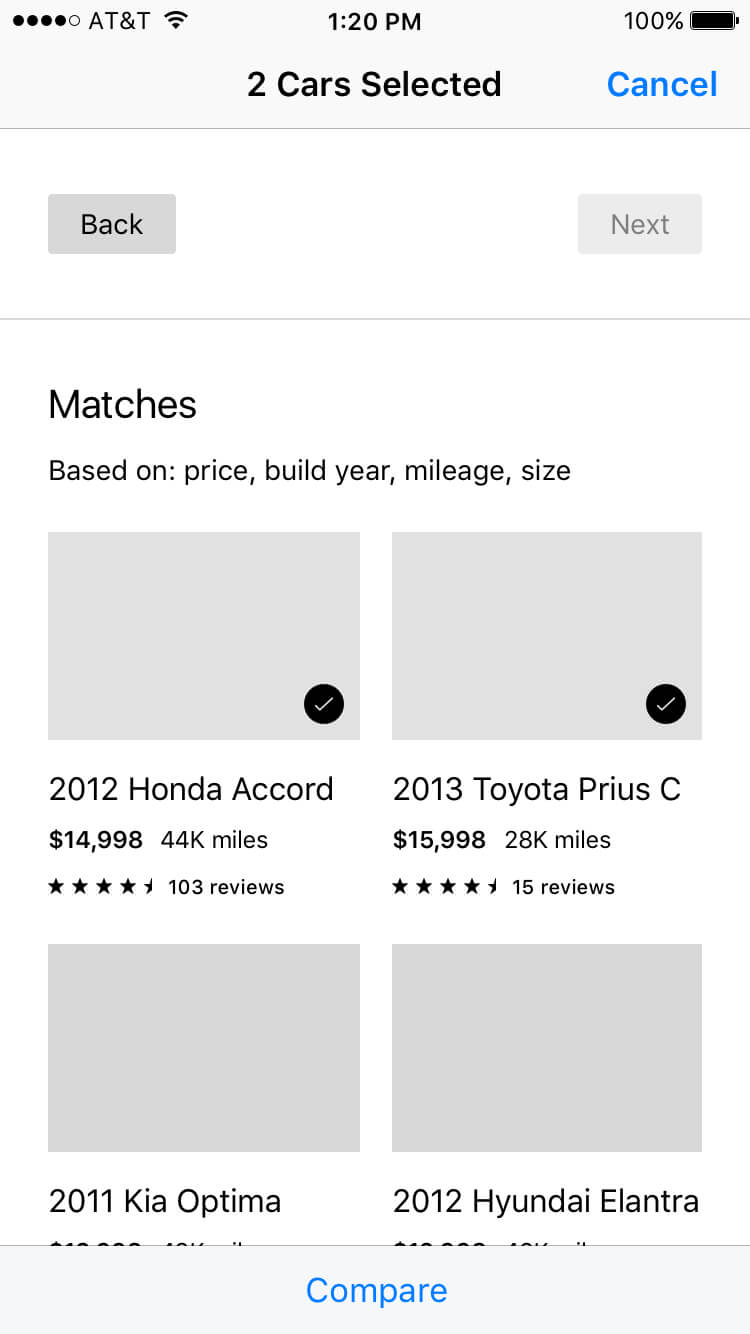 AT&T 1:20 PM 100%
2 Cars Selected Cancel
Back Next
Matches
Based on: price, build year, mileage, size
2012 Honda Accord 2013 Toyota Prius C
$14,998 44K miles $15,998 28K miles
103 reviews 15 reviews
2011 Kia Optima 2012 Hyundai Elantra
Compare